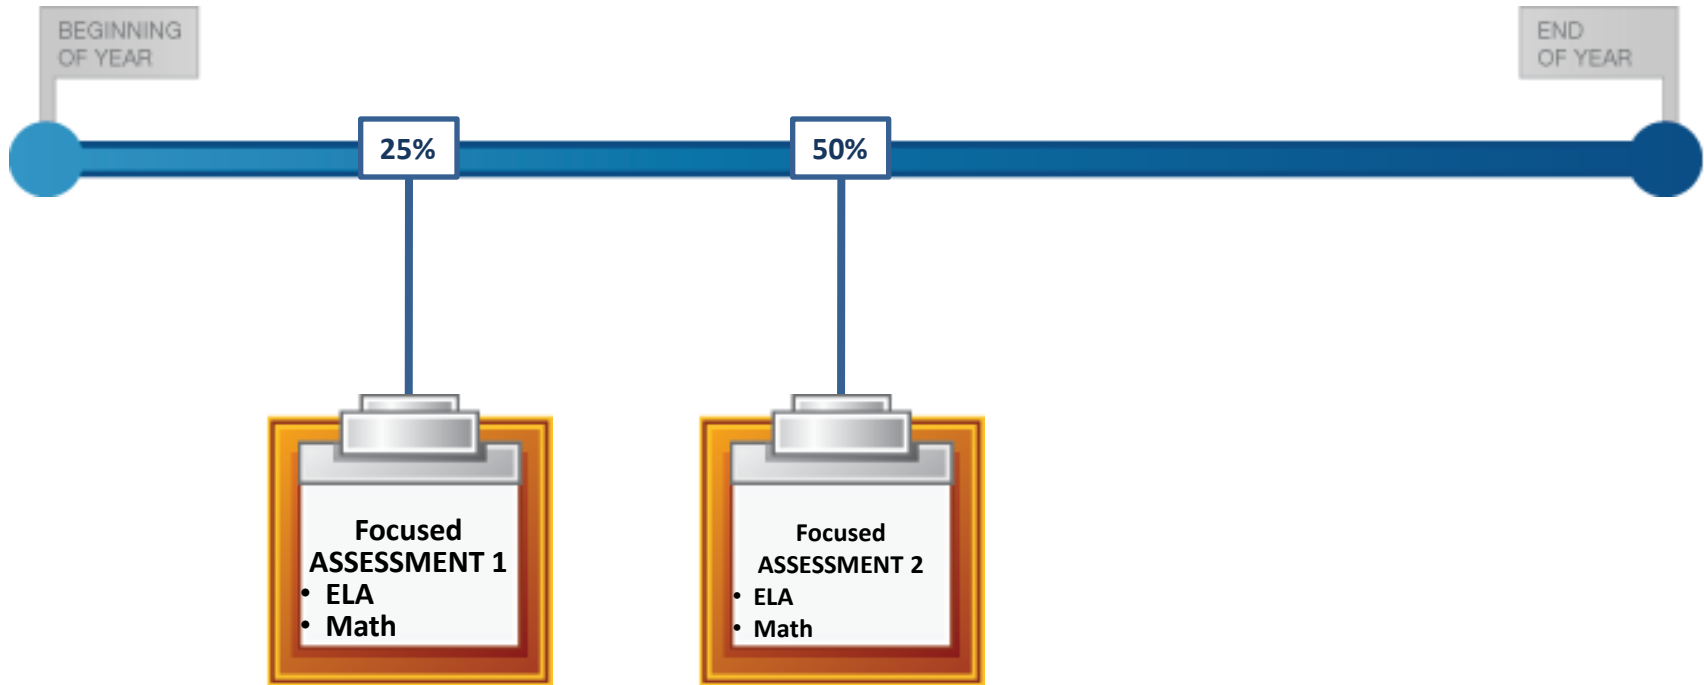 BEGINNING
OF YEAR
END
OF YEAR
25%
50%
Focused
ASSESSMENT 1
• ELA
• Math
Focused
ASSESSMENT 2
• ELA
• Math